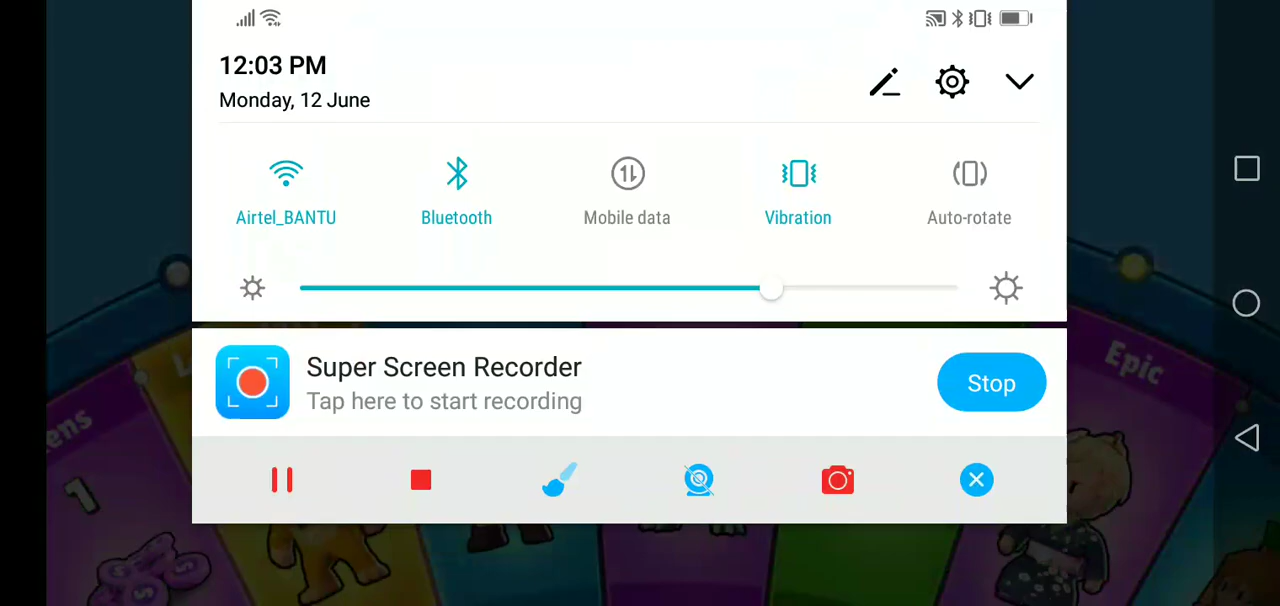 12:03 PM
Monday, 12 June
Airtel_BANTU
Bluetooth
Mobile data
Vibration
Auto-rotate
Super Screen Recorder
Tap here to start recording
Stop
Epic
1